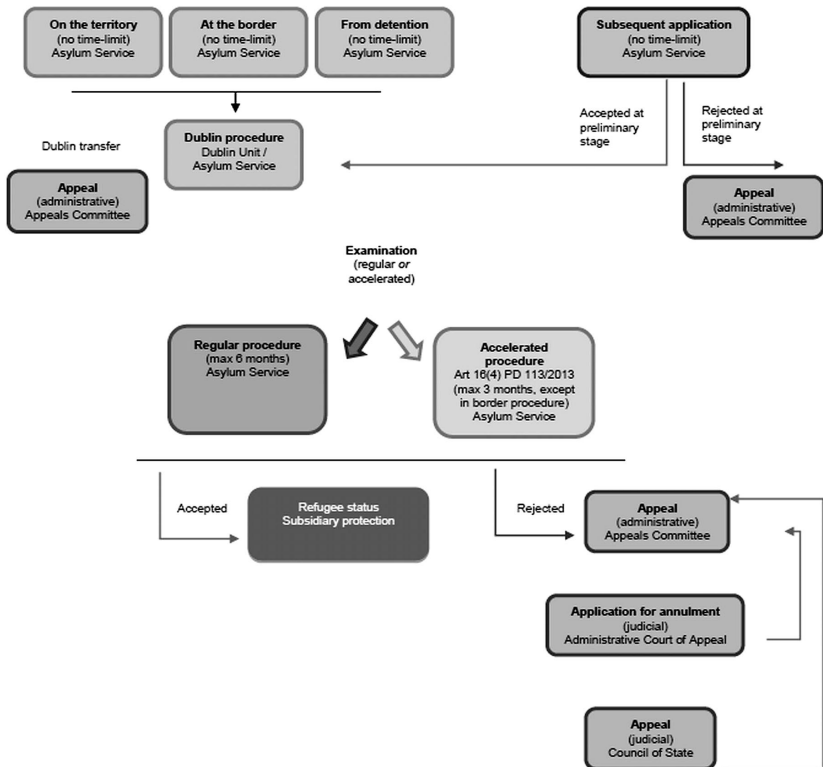 On the territory
(no time-limit)
Asylum Service
At the border
(no time-limit)
Asylum Service
From detention
(no time-limit)
Asylum Service
Subsequent application
(no time-limit)
Asylum Service
Accepted at
preliminary
stage
Rejected at
preliminary
stage
Dublin transfer
Dublin procedure
Dublin Unit /
Asylum Service
Appeal
(administrative)
Appeals Committee
Appeal
(administrative)
Appeals Committee
Examination
(regular or
accelerated)
Regular procedure
(max 6 months)
Asylum Service
Accelerated
procedure
Art 16(4) PD 113/2013
(max 3 months, except
in border procedure)
Asylum Service
Accepted
Refugee status
Subsidiary protection
Rejected
Appeal
(administrative)
Appeals Committee
Application for annulment
(judicial)
Administrative Court of Appeal
Appeal
(judicial)
Council of State